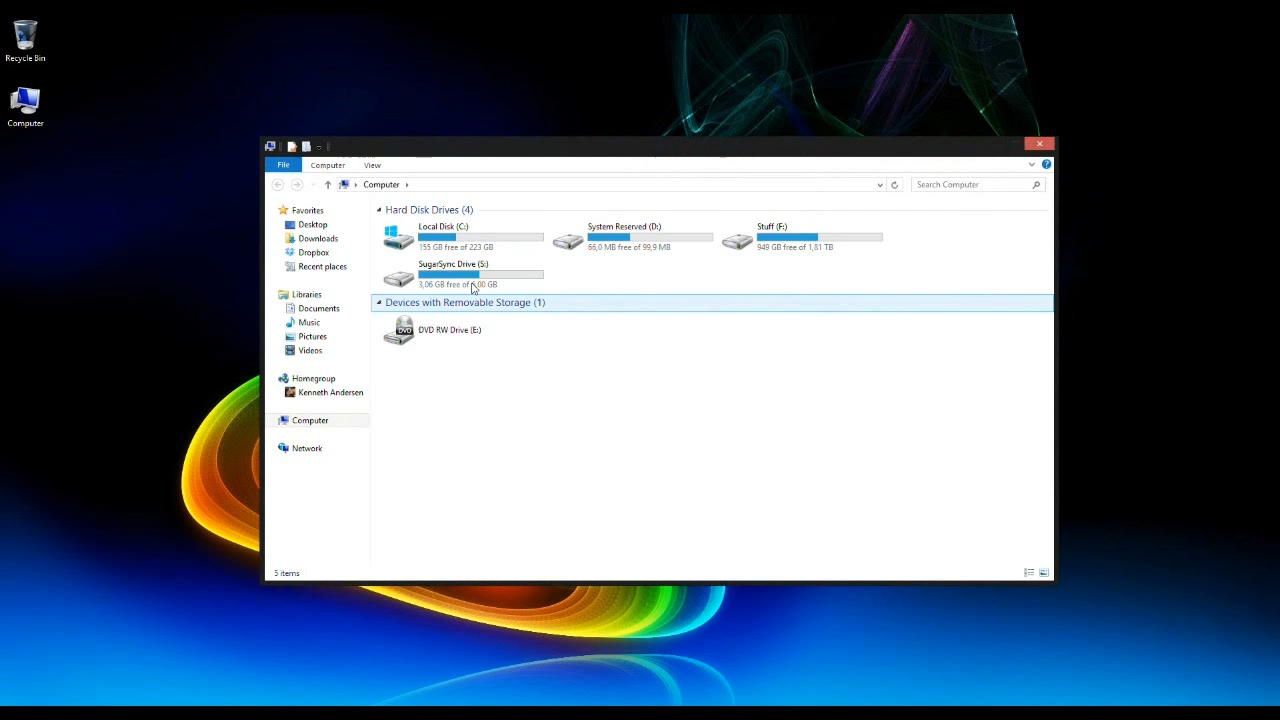 Recycle Bin
Computer
File
Computer
View
Computer
Search Computer
Favorites
Desktop
Downloads
Dropbox
Recent places
Libraries
Documents
Music
Pictures
Videos
Homegroup
Kenneth Andersen
Computer
Network
Hard Disk Drives (4)
Local Disk (C:)
155 GB free of 223 GB
System Reserved (D:)
66,0 MB free of 99,9 MB
Stuff (F:)
949 GB free of 1,81 TB
SugarSync Drive (S:)
3,06 GB free of GB
Devices with Removable Storage (1)
DVD
DVD RW Drive (E:)
5 items